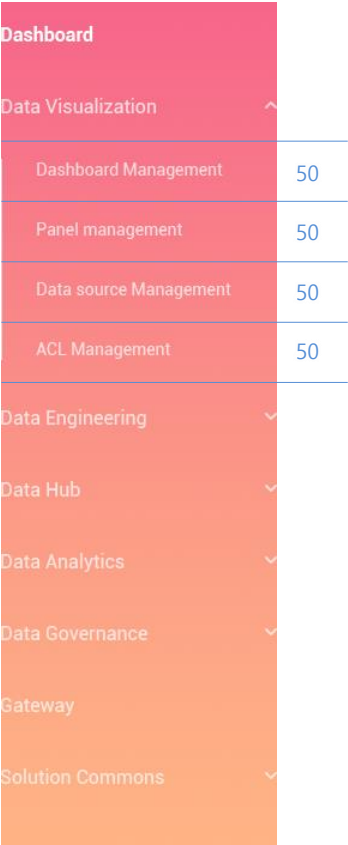 Dashboard
Data Visualization
Dashboard Management 50
Panel management 50
Data source Management 50
ACL Management 50
Data Engineering
Data Hub
Data Analytics
Data Governance
Gateway
Solution Commons